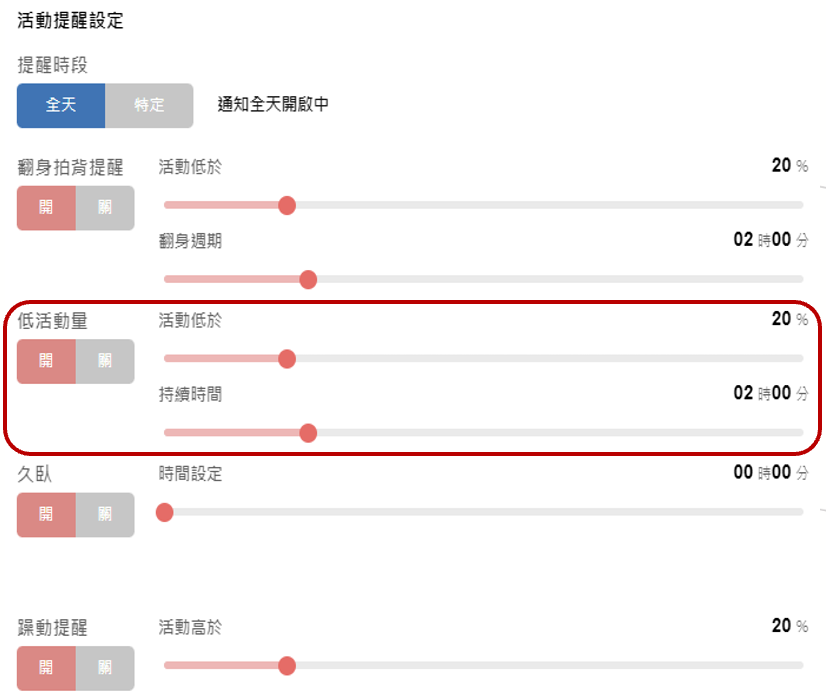 活動提醒設定
提醒時段
全天 特定 通知全天開啟中
翻身拍背提醒 活動低於 20 %
開 關
翻身週期 02 時00 分
低活動量 活動低於 20 %
開 關
持續時間 02 時00 分
久臥 時間設定 00 時00 分
開 關
躁動提醒 活動高於 20 %
開 關